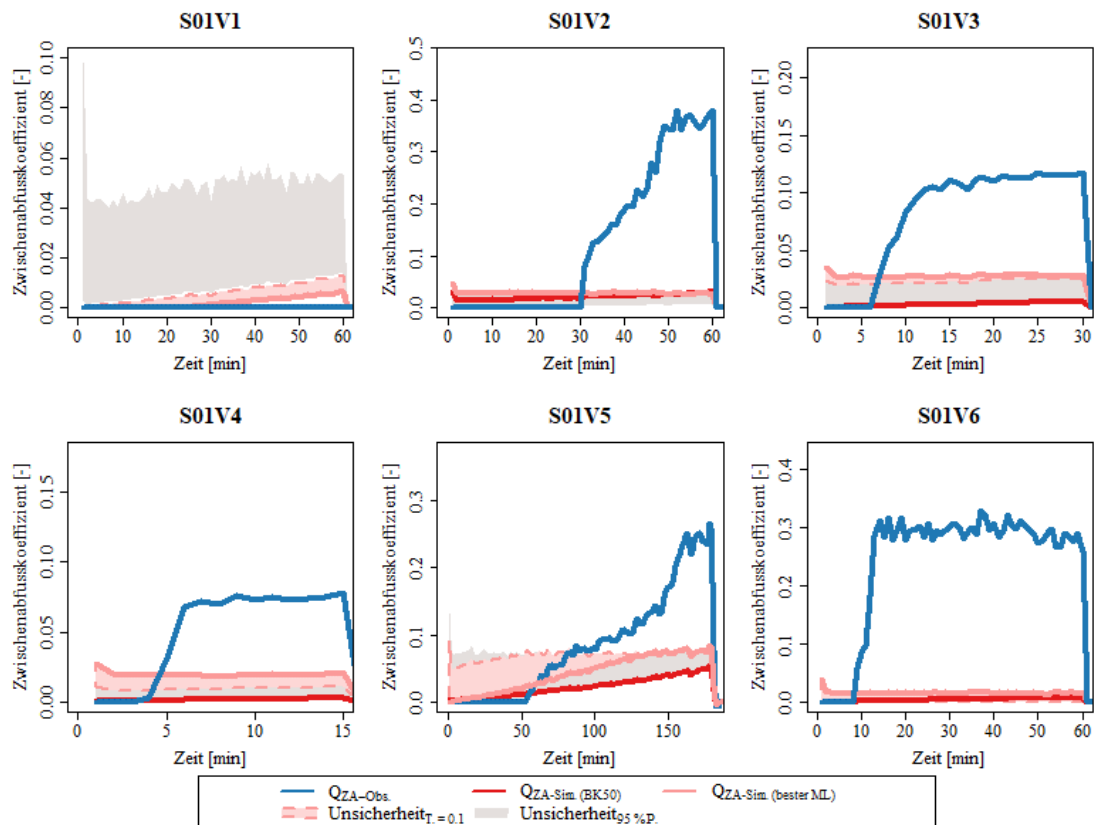 S01V1
Zwischenabfusskoeffizient [-]
0.00 0.02 0.04 0.06 0.08 0.10
0 10 20 30 40 50 60
Zeit [min]
S01V2
Zwischenabfusskoeffizient [-]
0.0 0.1 0.2 0.3 0.4 0.5
0 10 20 30 40 50 60
Zeit [min]
S01V3
Zwischenabfusskoeffizient [-]
0.00 0.05 0.10 0.15 0.20
0 5 10 15 20 25 30
Zeit [min]
S01V4
Zwischenabfusskoeffizient [-]
0.00 0.05 0.10 0.15
0 5 10 15
Zeit [min]
S01V5
Zwischenabfusskoeffizient [-]
0.0 0.1 0.2 0.3
0 50 100 150
Zeit [min]
S01V6
Zwischenabfusskoeffizient [-]
0.0 0.1 0.2 0.3 0.4
0 10 20 30 40 50 60
Zeit [min]
QZA–Obs. QZA-Sim. (BK50) QZA-Sim. (bester ML)
UnsicherheitT. = 0.1 Unsicherheit95 %P.